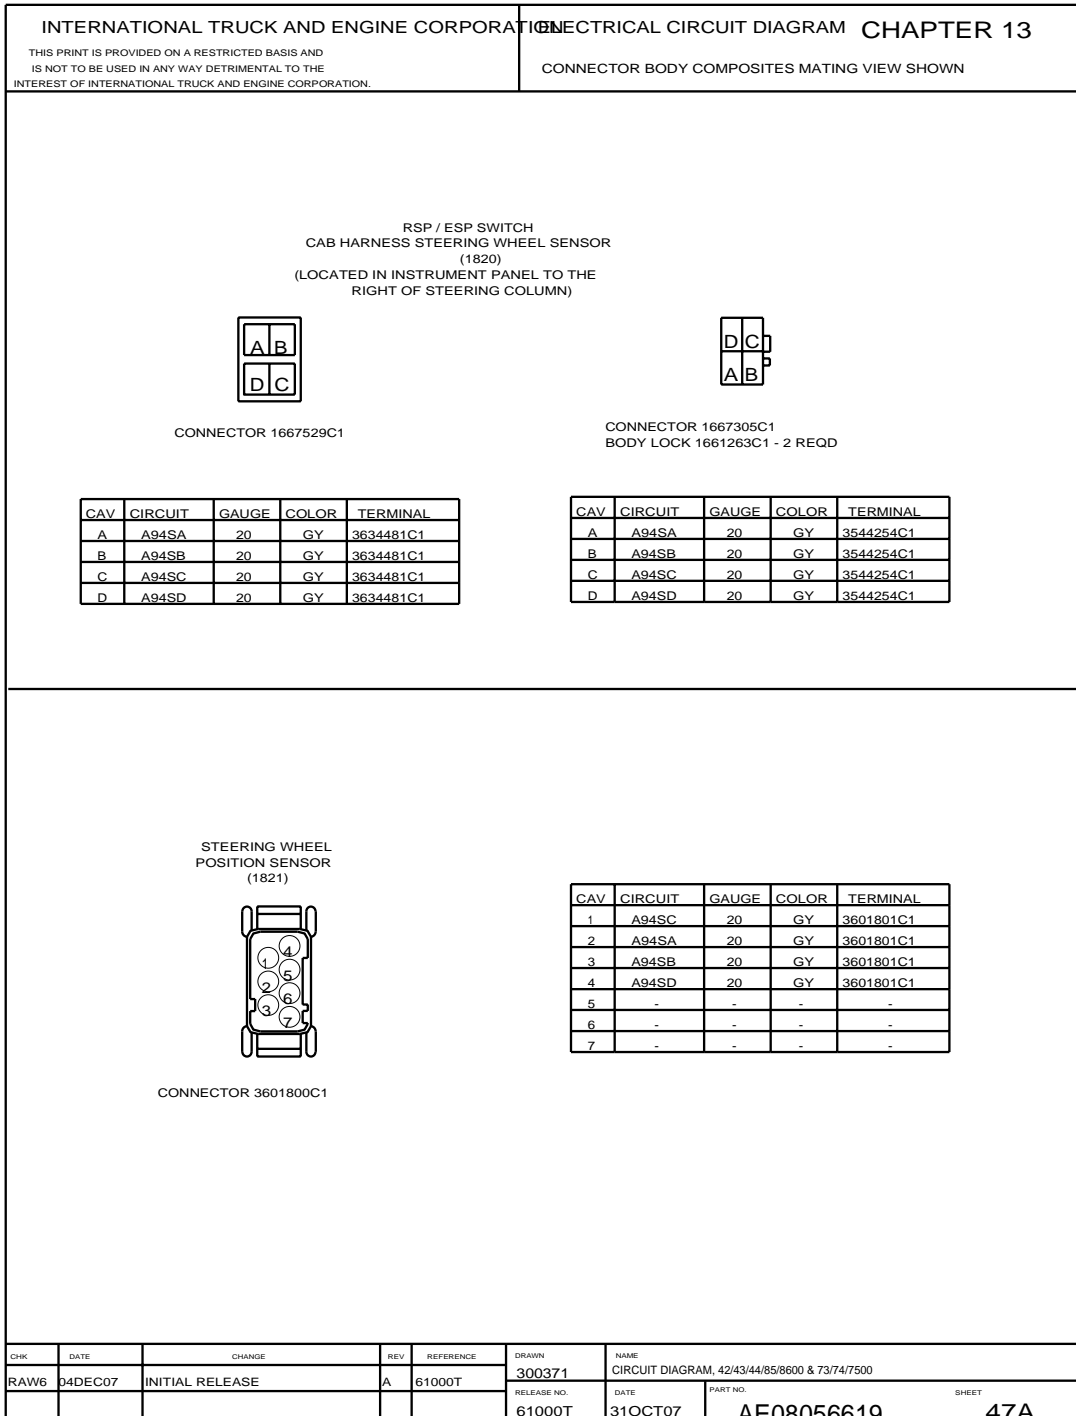 INTERNATIONAL TRUCK AND ENGINE CORPORATION
THIS PRINT IS PROVIDED ON A RESTRICTED BASIS AND
IS NOT TO BE USED IN ANY WAY DETRIMENTAL TO THE
INTEREST OF INTERNATIONAL TRUCK AND ENGINE CORPORATION.
ELECTRICAL CIRCUIT DIAGRAM CHAPTER 13
CONNECTOR BODY COMPOSITES MATING VIEW SHOWN
RSP / ESP SWITCH
CAB HARNESS STEERING WHEEL SENSOR
(1820)
(LOCATED IN INSTRUMENT PANEL TO THE
RIGHT OF STEERING COLUMN)
A B
D C
CONNECTOR 1667529C1
D C
A B
CONNECTOR 1667305C1
BODY LOCK 1661263C1 - 2 REQD
CAV CIRCUIT GAUGE COLOR TERMINAL
A A94SA 20 GY 3634481C1
B A94SB 20 GY 3634481C1
C A94SC 20 GY 3634481C1
D A94SD 20 GY 3634481C1
CAV CIRCUIT GAUGE COLOR TERMINAL
A A94SA 20 GY 3544254C1
B A94SB 20 GY 3544254C1
C A94SC 20 GY 3544254C1
D A94SD 20 GY 3544254C1
STEERING WHEEL
POSITION SENSOR
(1821)
4
1
5
2
6
3
7
CONNECTOR 3601800C1
CAV CIRCUIT GAUGE COLOR TERMINAL
1 A94SC 20 GY 3601801C1
2 A94SA 20 GY 3601801C1
3 A94SB 20 GY 3601801C1
4 A94SD 20 GY 3601801C1
5 - - - -
6 - - - -
7 - - - -
CHK DATE CHANGE REV REFERENCE
RAW6 04DEC07 INITIAL RELEASE A 61000T
DRAWN
300371
NAME
CIRCUIT DIAGRAM, 42/43/44/85/8600 & 73/74/7500
RELEASE NO.
61000T
DATE
31OCT07
PART NO.
AE08056619
SHEET
47A